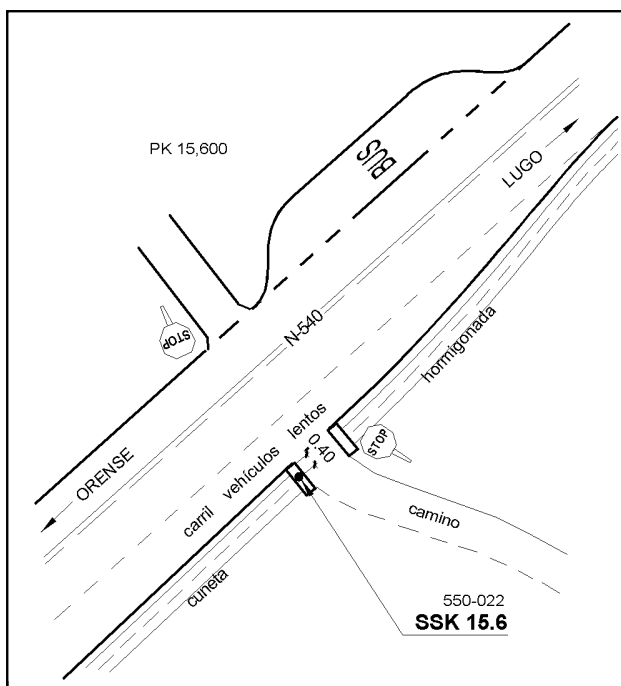 PK 15,600
BUS
LUGO
STOP
N-540
hormigonada
ORENSE
carril vehículos lentos
0.40
STOP
camino
cuneta
550-022
SSK 15.6